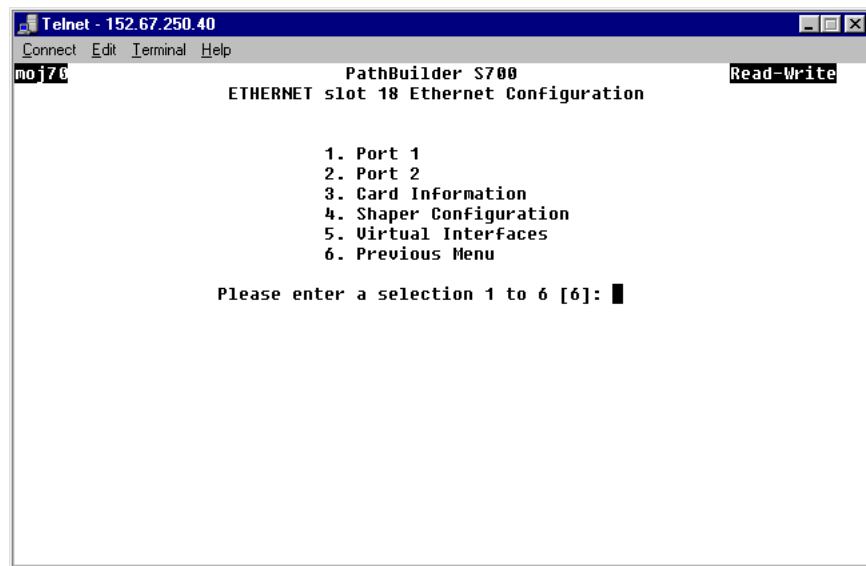 Telnet - 152.67.250.40
Connect Edit Terminal Help
moj70 PathBuilder S700 Read-Write
ETHERNET slot 18 Ethernet Configuration
1. Port 1
2. Port 2
3. Card Information
4. Shaper Configuration
5. Virtual Interfaces
6. Previous Menu
Please enter a selection 1 to 6 [6]: